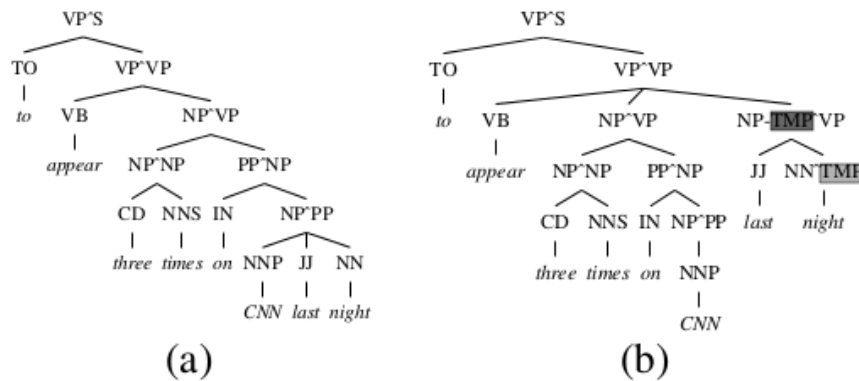 VP^S VP^S
TO VP^VP TO VP^VP
to VB NP^VP to VB NP^VP NP-TMP^VP
appear NP^NP PP^NP appear NP^NP PP^NP JJ NN^TMP
CD NNS IN NP^PP CD NNS IN NP^PP last night
three times on NNP JJ NN three times on NNP
CNN last night CNN
(a) (b)